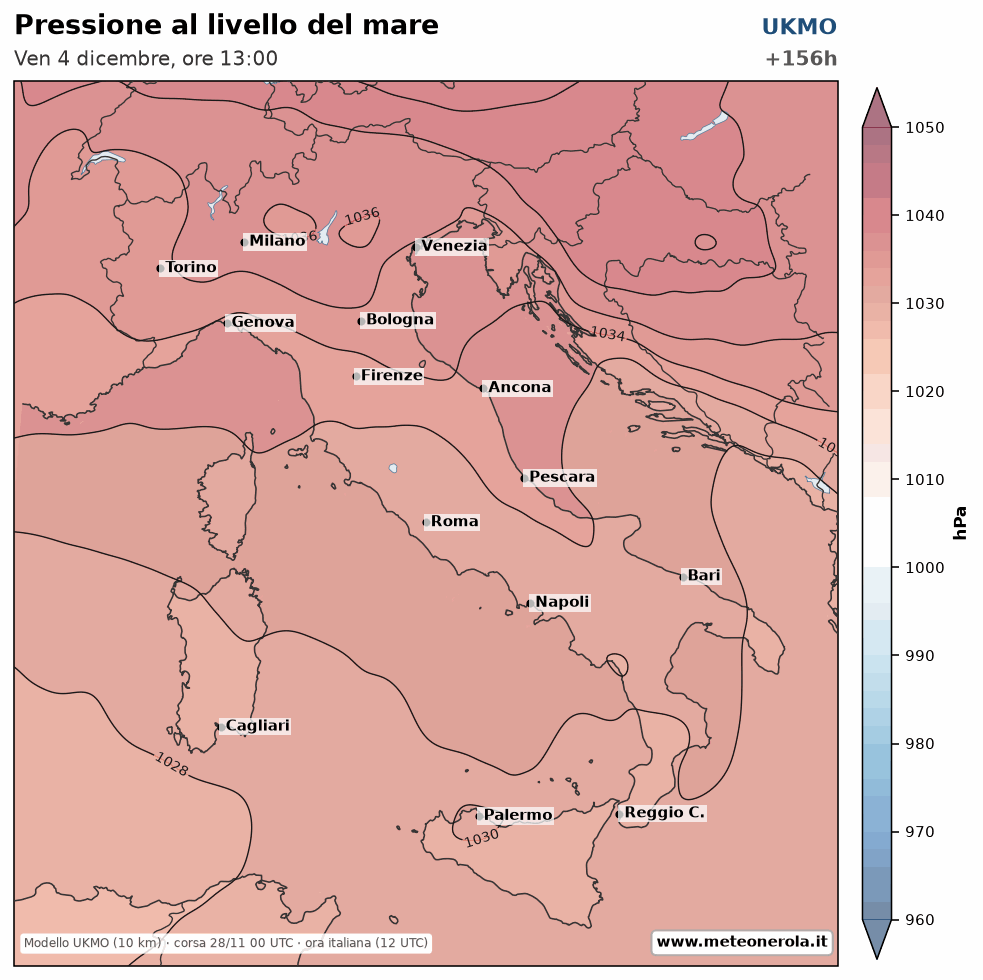 Pressione al livello del mare
UKMO
Ven 4 dicembre, ore 13:00
+156h
1050
1040
1030
1020
1010
1000
990
980
970
960
hPa
1036
Milano
Venezia
Torino
Genova
Bologna
1034
Firenze
Ancona
Pescara
Roma
Bari
Napoli
Cagliari
1028
Palermo
Reggio C.
1030
Modello UKMO (10 km) · corsa 28/11 00 UTC · ora italiana (12 UTC)
www.meteonerola.it